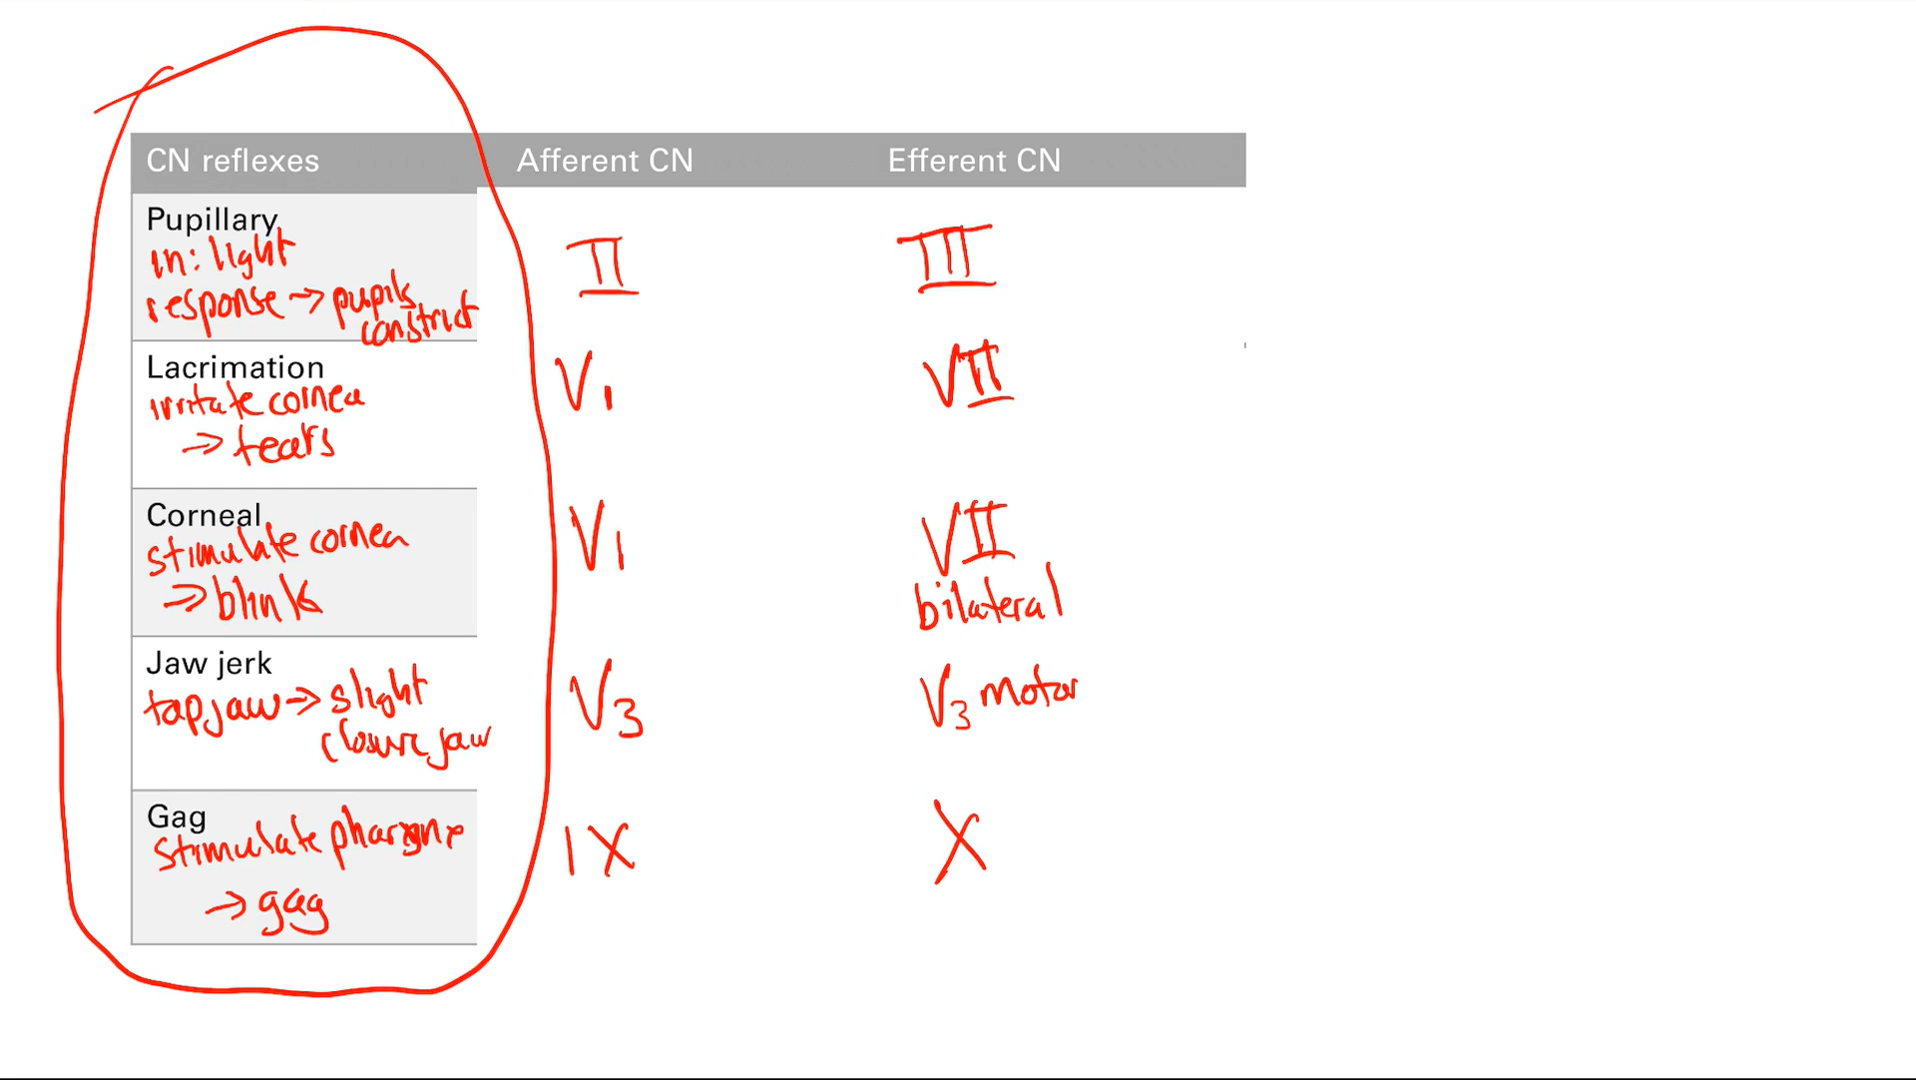 CN reflexes Afferent CN Efferent CN
Pupillary
in: light
response → pupils
constrict
II III
Lacrimation
irritate cornea
→ tears
V1 VII
Corneal
stimulate cornea
→ blink
V1 VII
bilateral
Jaw jerk
tap jaw → slight
closure jaw
V3 V3 motor
Gag
stimulate pharynx
→ gag
IX X